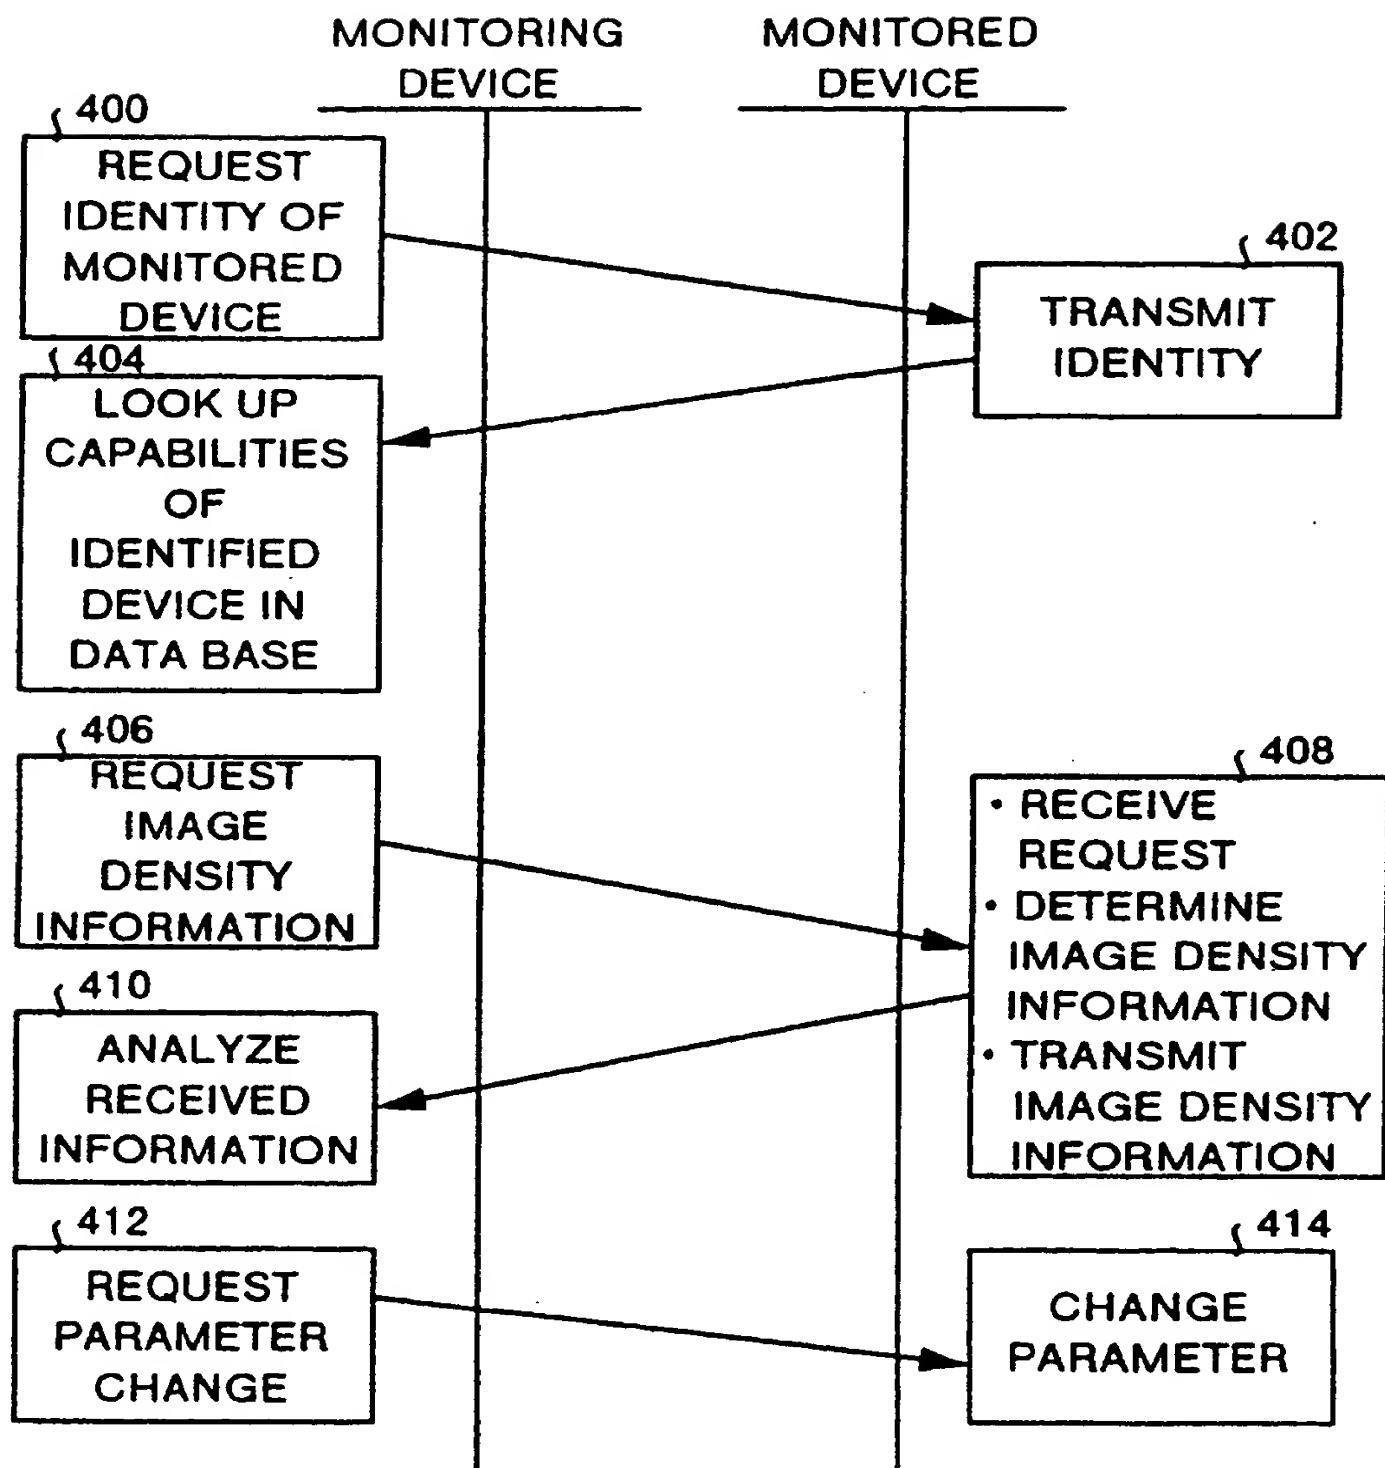 MONITORING
DEVICE
MONITORED
DEVICE
400
REQUEST
IDENTITY OF
MONITORED
DEVICE
402
TRANSMIT
IDENTITY
404
LOOK UP
CAPABILITIES
OF
IDENTIFIED
DEVICE IN
DATA BASE
406
REQUEST
IMAGE
DENSITY
INFORMATION
408
• RECEIVE
REQUEST
• DETERMINE
IMAGE DENSITY
INFORMATION
• TRANSMIT
IMAGE DENSITY
INFORMATION
410
ANALYZE
RECEIVED
INFORMATION
412
REQUEST
PARAMETER
CHANGE
414
CHANGE
PARAMETER